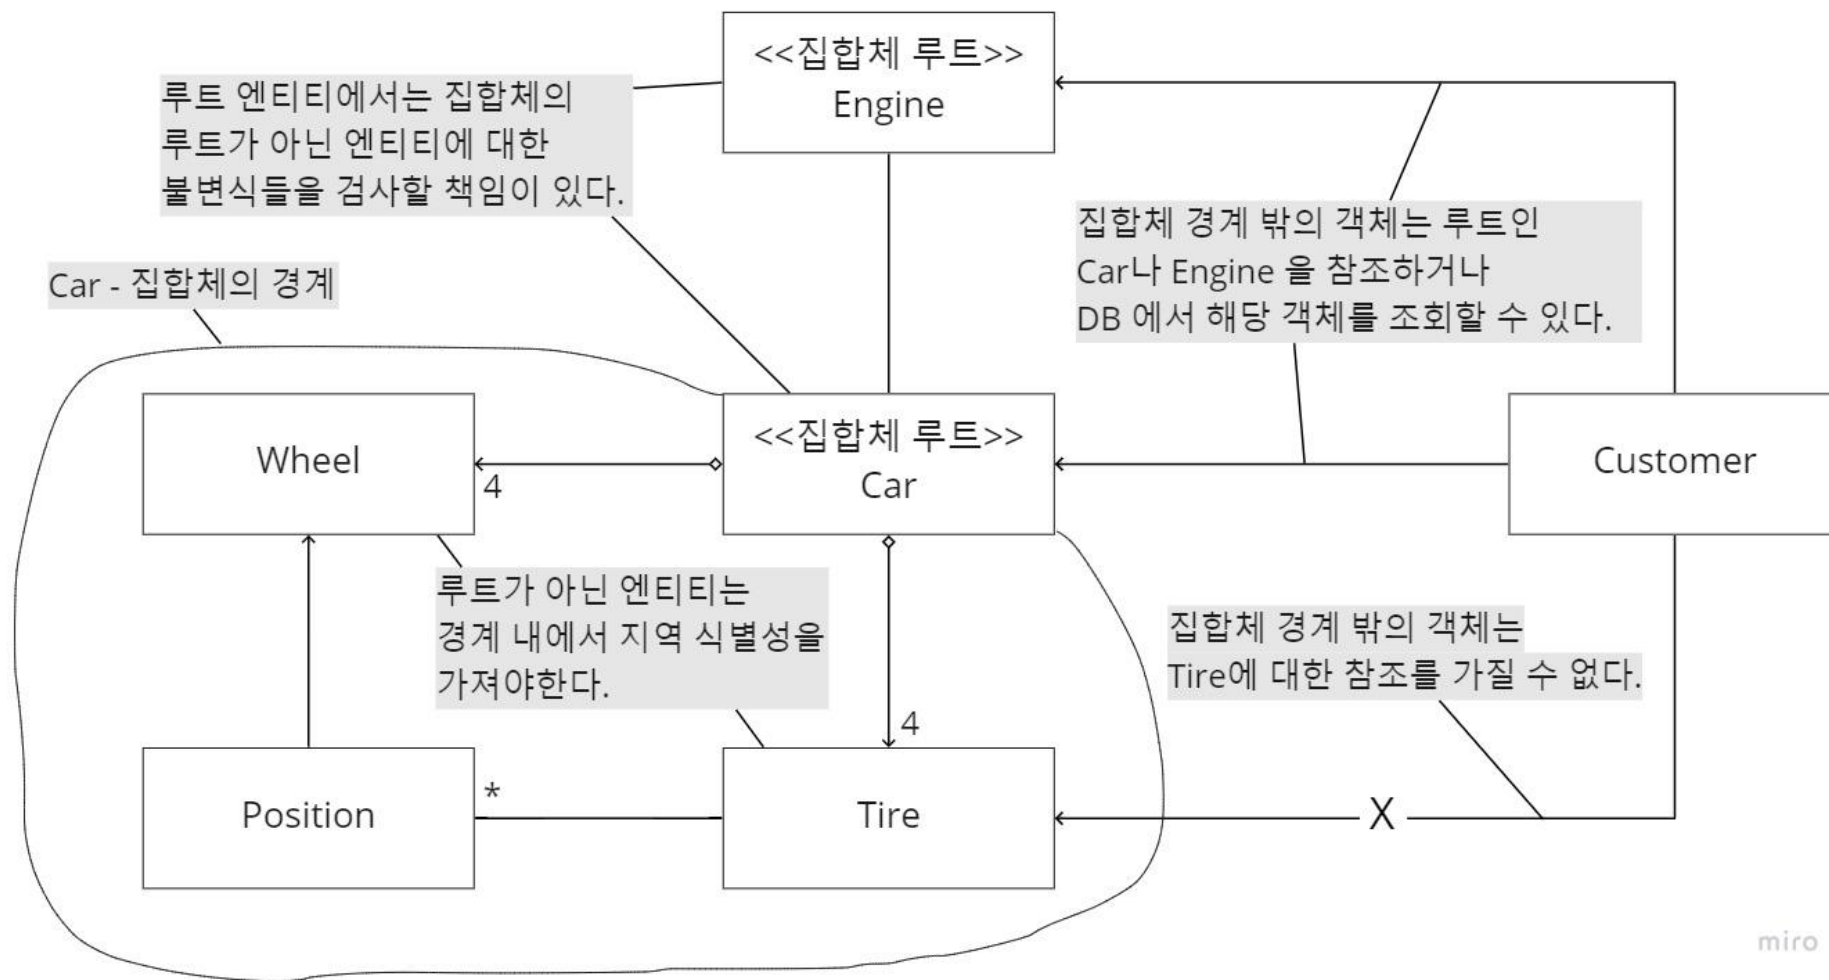 <<집합체 루트>>
Engine
루트 엔티티에서는 집합체의
루트가 아닌 엔티티에 대한
불변식들을 검사할 책임이 있다.
집합체 경계 밖의 객체는 루트인
Car나 Engine 을 참조하거나
DB 에서 해당 객체를 조회할 수 있다.
Car - 집합체의 경계
Wheel
4
<<집합체 루트>>
Car
Customer
루트가 아닌 엔티티는
경계 내에서 지역 식별성을
가져야한다.
집합체 경계 밖의 객체는
Tire에 대한 참조를 가질 수 없다.
4
Position
*
Tire
X
miro